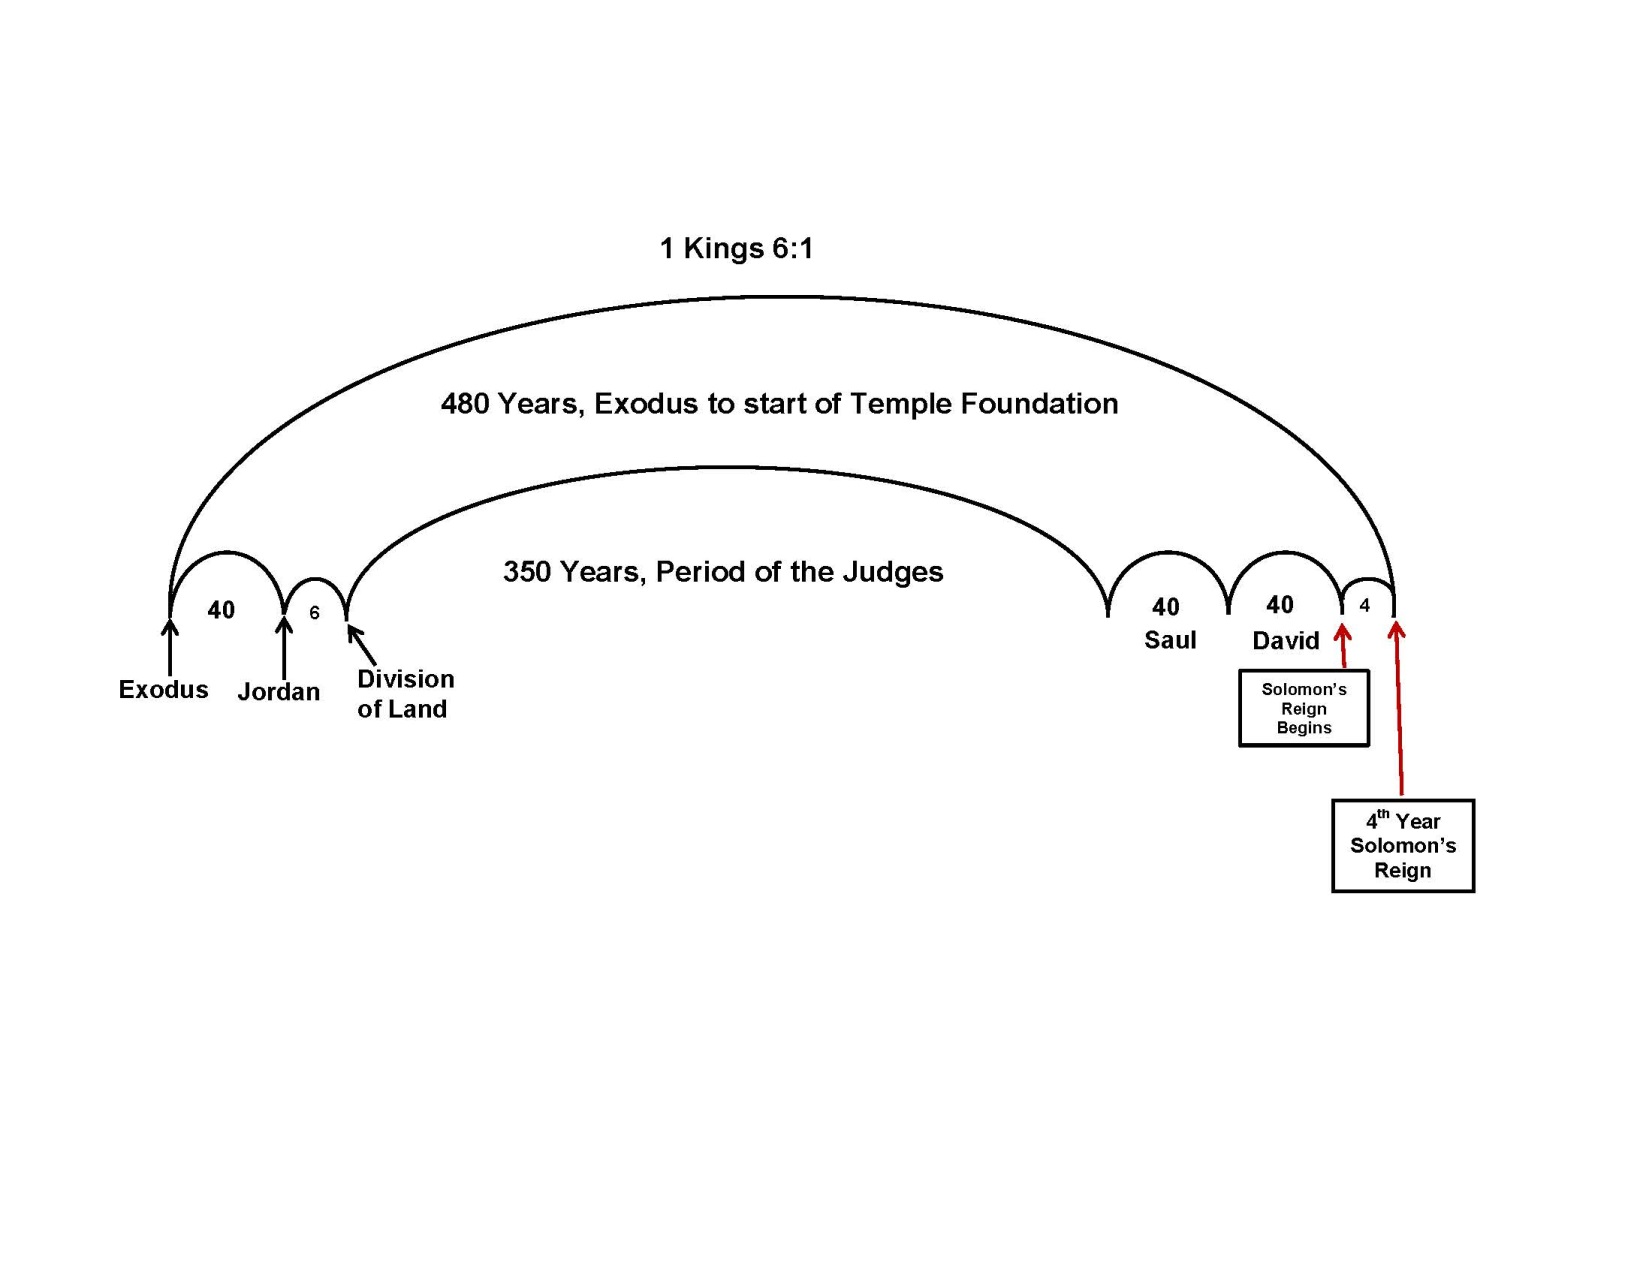 1 Kings 6:1
480 Years, Exodus to start of Temple Foundation
350 Years, Period of the Judges
40
6
40
Saul
40
David
4
Exodus
Jordan
Division
of Land
Solomon's
Reign
Begins
4th Year
Solomon's
Reign